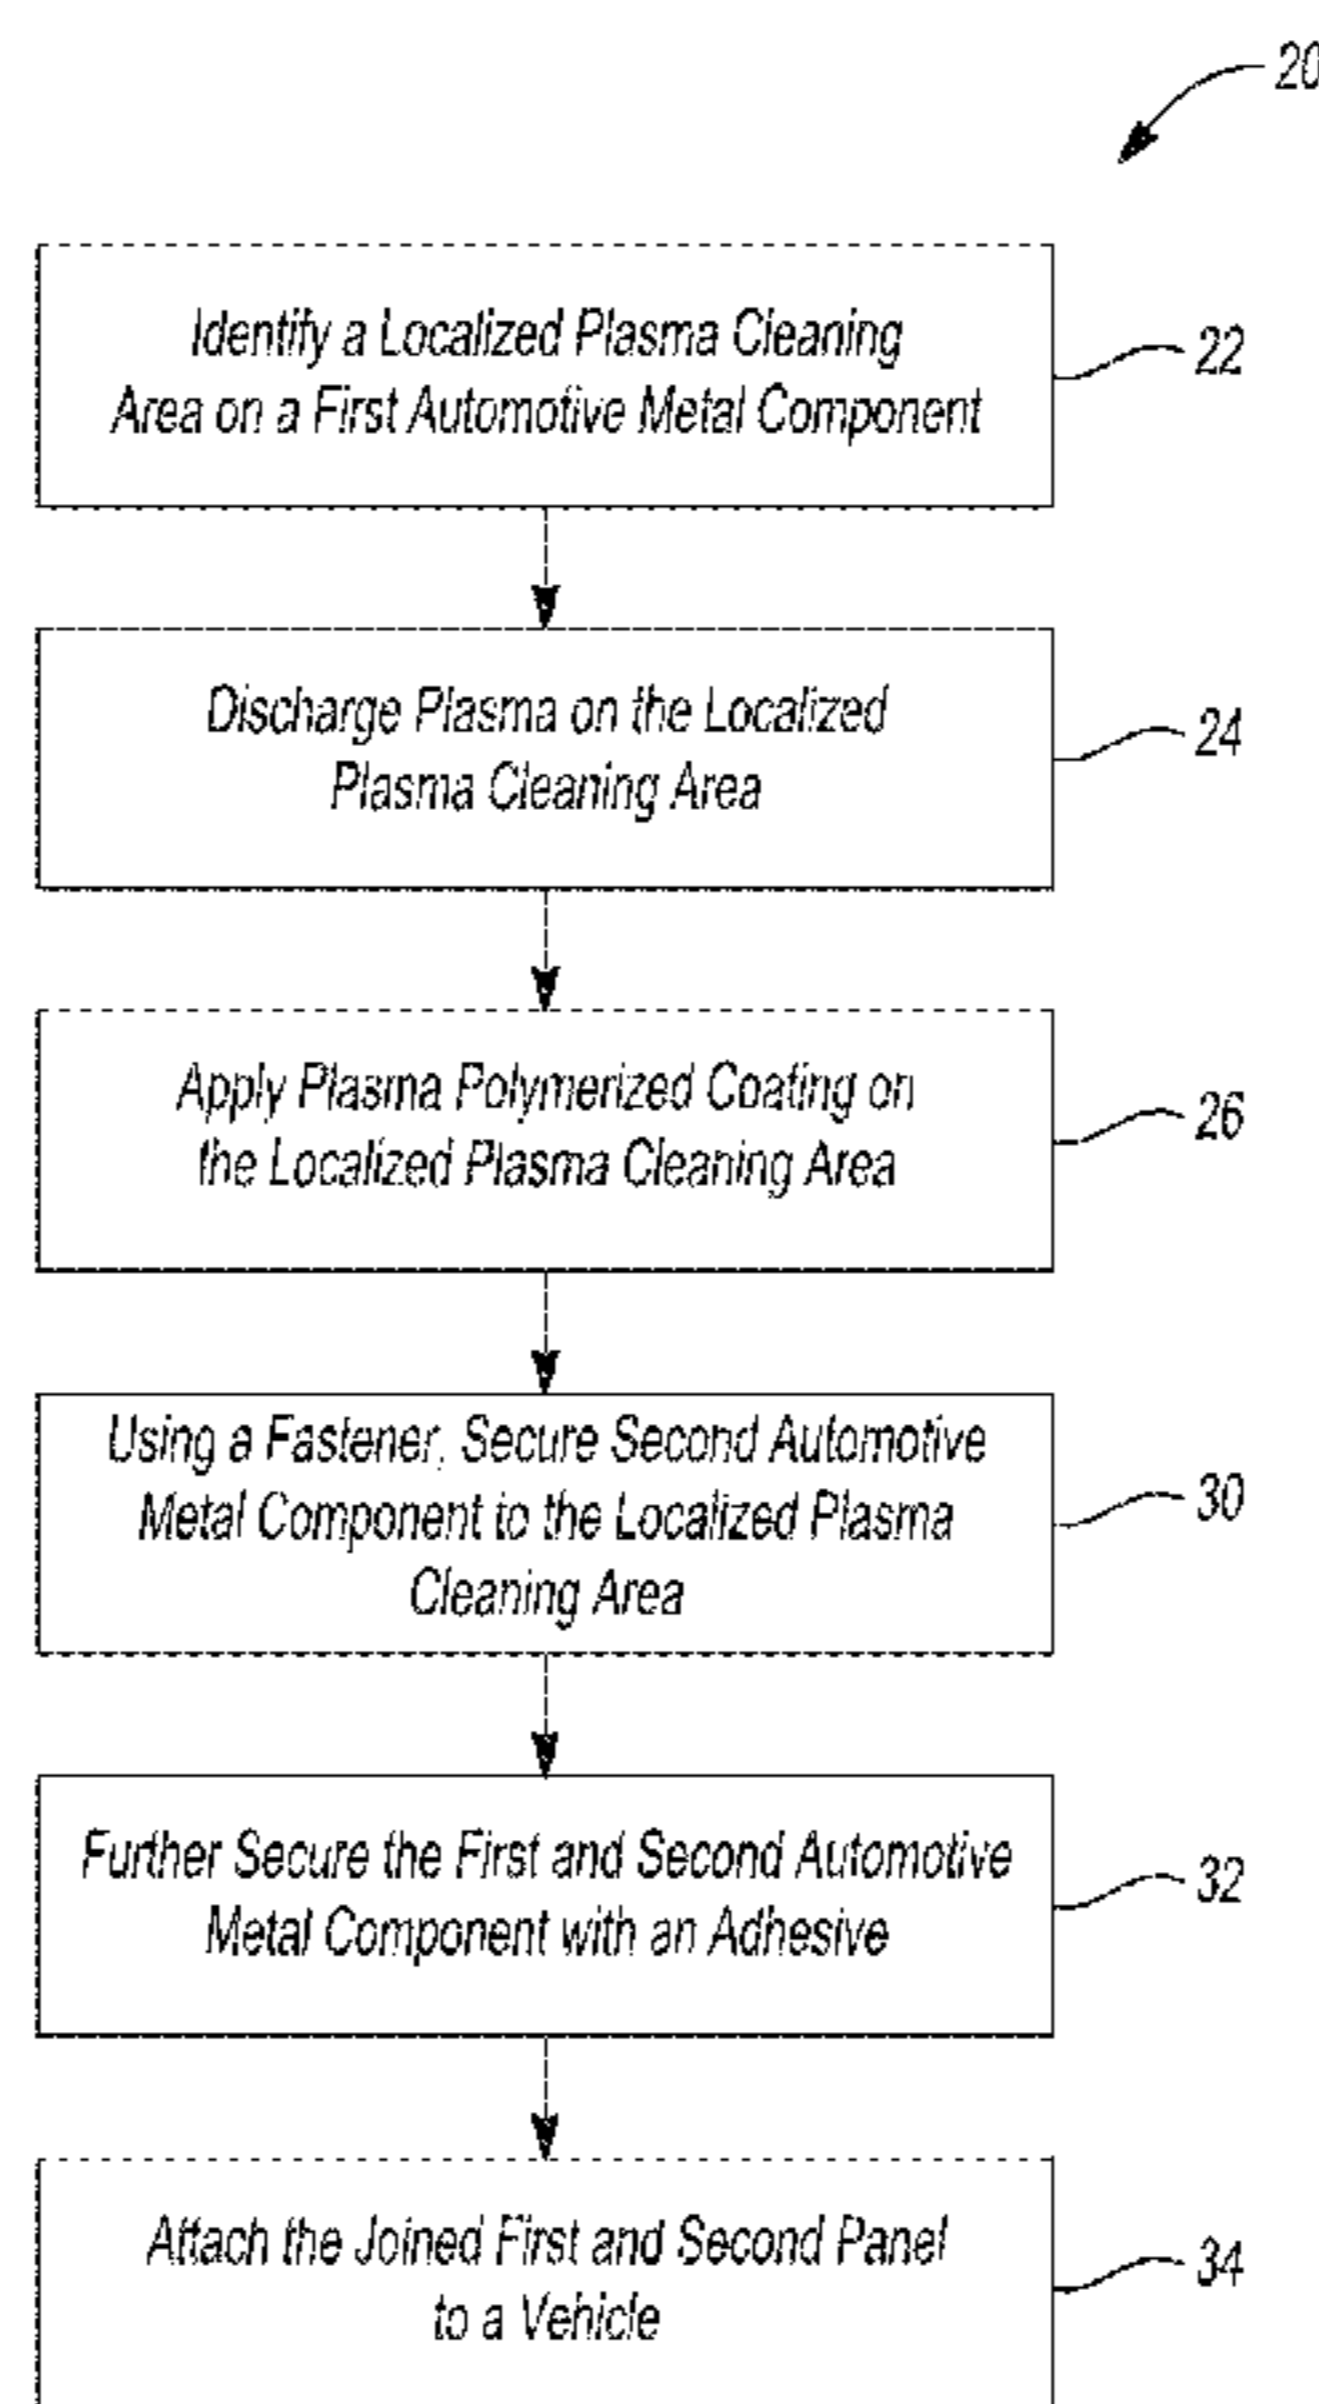 20
Identify a Localized Plasma Cleaning
Area on a First Automotive Metal Component
22
Discharge Plasma on the Localized
Plasma Cleaning Area
24
Apply Plasma Polymerized Coating on
the Localized Plasma Cleaning Area
26
Using a Fastener, Secure Second Automotive
Metal Component to the Localized Plasma
Cleaning Area
30
Further Secure the First and Second Automotive
Metal Component with an Adhesive
32
Attach the Joined First and Second Panel
to a Vehicle
34